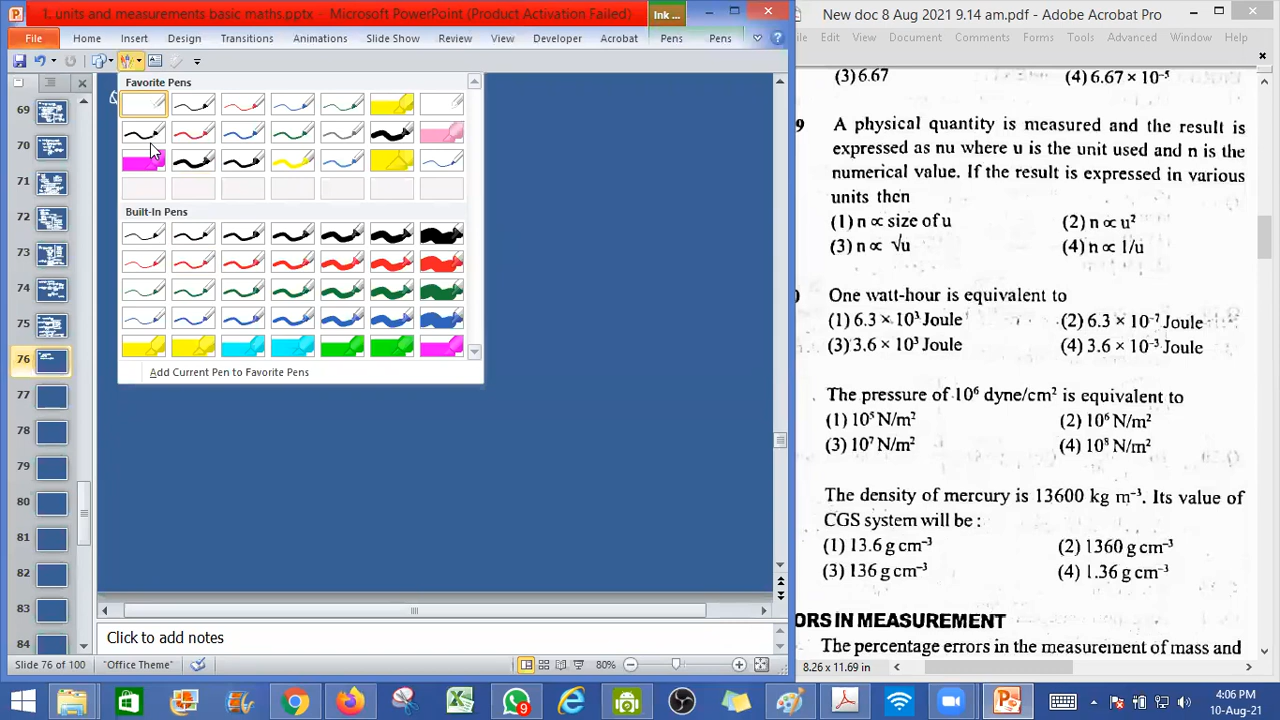 1. units and measurements basic maths.pptx - Microsoft PowerPoint (Product Activation Failed)
Ink ...
File Home Insert Design Transitions Animations Slide Show Review View Developer Acrobat Pens Pens
Favorite Pens
Built-In Pens
Add Current Pen to Favorite Pens
69
70
71
72
73
74
75
76
77
78
79
80
81
82
83
84
Click to add notes
Slide 76 of 100 "Office Theme" 80%
New doc 8 Aug 2021 9.14 am.pdf - Adobe Acrobat Pro
Edit View Document Comments Forms Tools Advanced Window Help
(3) 6.67 (4) 6.67 × 10⁻⁵
9 A physical quantity is measured and the result is
expressed as nu where u is the unit used and n is the
numerical value. If the result is expressed in various
units then
(1) n ∝ size of u (2) n ∝ u²
(3) n ∝ √u (4) n ∝ 1/u
One watt-hour is equivalent to
(1) 6.3 × 10³ Joule (2) 6.3 × 10⁻⁷ Joule
(3) 3.6 × 10³ Joule (4) 3.6 × 10⁻³ Joule
The pressure of 10⁶ dyne/cm² is equivalent to
(1) 10⁵ N/m² (2) 10⁶ N/m²
(3) 10⁷ N/m² (4) 10⁸ N/m²
The density of mercury is 13600 kg m⁻³. Its value of
CGS system will be :
(1) 13.6 g cm⁻³ (2) 1360 g cm⁻³
(3) 136 g cm⁻³ (4) 1.36 g cm⁻³
ORS IN MEASUREMENT
The percentage errors in the measurement of mass and
8.26 x 11.69 in
9
4:06 PM
10-Aug-21